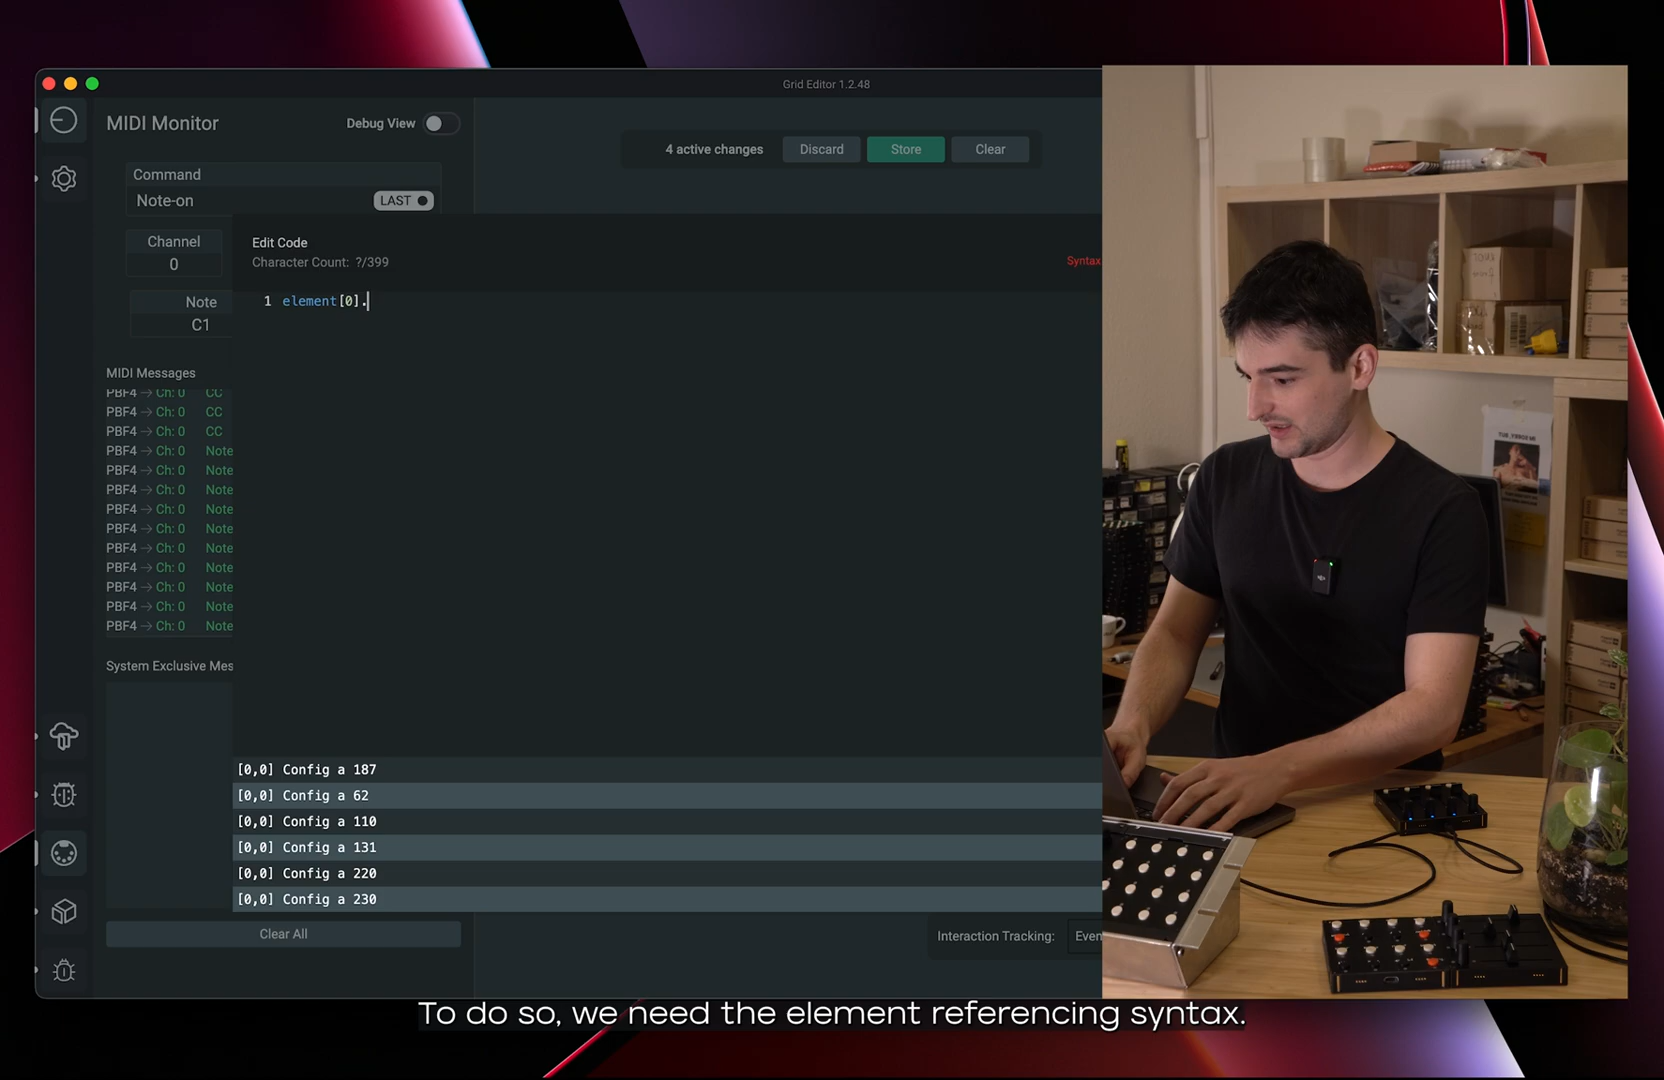 Grid Editor 1.2.48
MIDI Monitor
Debug View
4 active changes
Discard
Store
Clear
Command
Note-on
LAST
Channel
0
Note
C1
Edit Code
Character Count: ?/399
Syntax
1 element[0].
MIDI Messages
PBF4 → Ch: 0 CC
PBF4 → Ch: 0 CC
PBF4 → Ch: 0 CC
PBF4 → Ch: 0 Note
PBF4 → Ch: 0 Note
PBF4 → Ch: 0 Note
PBF4 → Ch: 0 Note
PBF4 → Ch: 0 Note
PBF4 → Ch: 0 Note
PBF4 → Ch: 0 Note
PBF4 → Ch: 0 Note
PBF4 → Ch: 0 Note
PBF4 → Ch: 0 Note
System Exclusive Mes
[0,0] Config a 187
[0,0] Config a 62
[0,0] Config a 110
[0,0] Config a 131
[0,0] Config a 220
[0,0] Config a 230
Clear All
Interaction Tracking:
Even
To do so, we need the element referencing syntax.